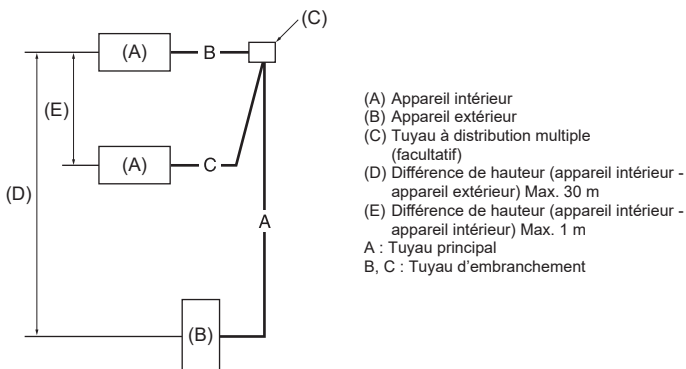 (C)
(A)
B
(E)
(A)
C
(D)
A
(B)
(A) Appareil intérieur
(B) Appareil extérieur
(C) Tuyau à distribution multiple
(facultatif)
(D) Différence de hauteur (appareil intérieur -
appareil extérieur) Max. 30 m
(E) Différence de hauteur (appareil intérieur -
appareil intérieur) Max. 1 m
A : Tuyau principal
B, C : Tuyau d’embranchement